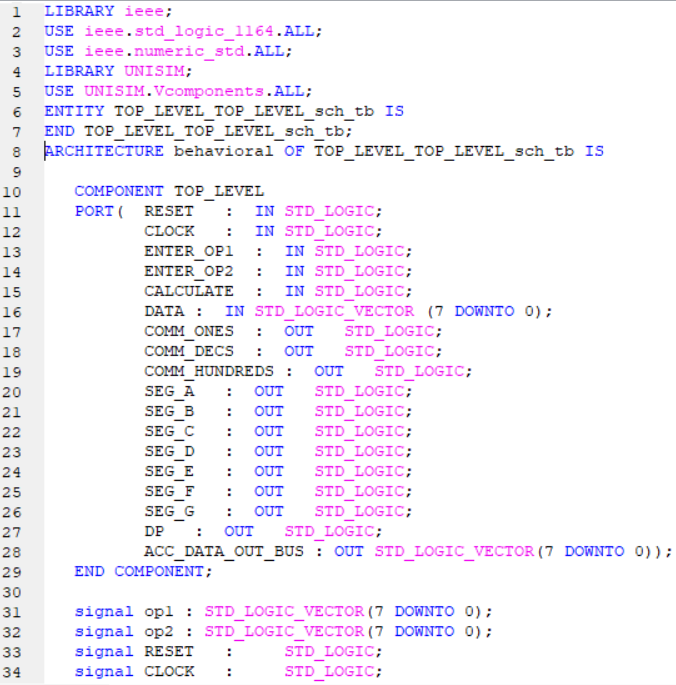 1 LIBRARY ieee;
2 USE ieee.std_logic_1164.ALL;
3 USE ieee.numeric_std.ALL;
4 LIBRARY UNISIM;
5 USE UNISIM.Vcomponents.ALL;
6 ENTITY TOP_LEVEL_TOP_LEVEL_sch_tb IS
7 END TOP_LEVEL_TOP_LEVEL_sch_tb;
8 ARCHITECTURE behavioral OF TOP_LEVEL_TOP_LEVEL_sch_tb IS
9
10 COMPONENT TOP_LEVEL
11 PORT( RESET : IN STD_LOGIC;
12 CLOCK : IN STD_LOGIC;
13 ENTER_OP1 : IN STD_LOGIC;
14 ENTER_OP2 : IN STD_LOGIC;
15 CALCULATE : IN STD_LOGIC;
16 DATA : IN STD_LOGIC_VECTOR (7 DOWNTO 0);
17 COMM_ONES : OUT STD_LOGIC;
18 COMM_DECS : OUT STD_LOGIC;
19 COMM_HUNDREDS : OUT STD_LOGIC;
20 SEG_A : OUT STD_LOGIC;
21 SEG_B : OUT STD_LOGIC;
22 SEG_C : OUT STD_LOGIC;
23 SEG_D : OUT STD_LOGIC;
24 SEG_E : OUT STD_LOGIC;
25 SEG_F : OUT STD_LOGIC;
26 SEG_G : OUT STD_LOGIC;
27 DP : OUT STD_LOGIC;
28 ACC_DATA_OUT_BUS : OUT STD_LOGIC_VECTOR(7 DOWNTO 0));
29 END COMPONENT;
30
31 signal op1 : STD_LOGIC_VECTOR(7 DOWNTO 0);
32 signal op2 : STD_LOGIC_VECTOR(7 DOWNTO 0);
33 signal RESET : STD_LOGIC;
34 signal CLOCK : STD_LOGIC;